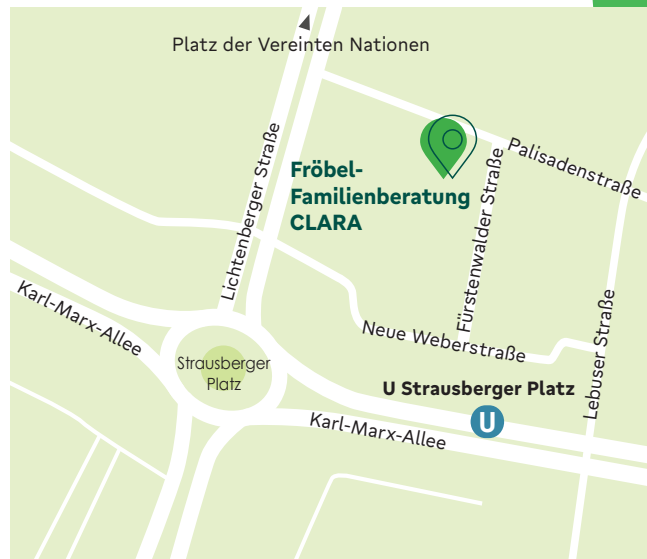 Platz der Vereinten Nationen
Palisadenstraße
Fröbel-
Familienberatung
CLARA
Lichtenberger Straße
Fürstenwalder Straße
Karl-Marx-Allee
Neue Weberstraße
Lebuser Straße
Strausberger
Platz
U Strausberger Platz
U
Karl-Marx-Allee